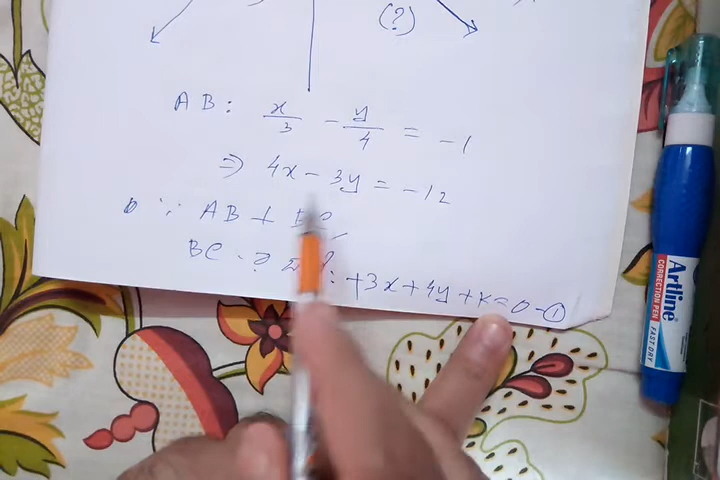 (?)
AB: x/3 - y/4 = -1
⇒ 4x - 3y = -12
∵ AB ⊥
BC : +3x + 4y + k = 0 - ①
Artline
CORRECTION PEN
FAST DRY